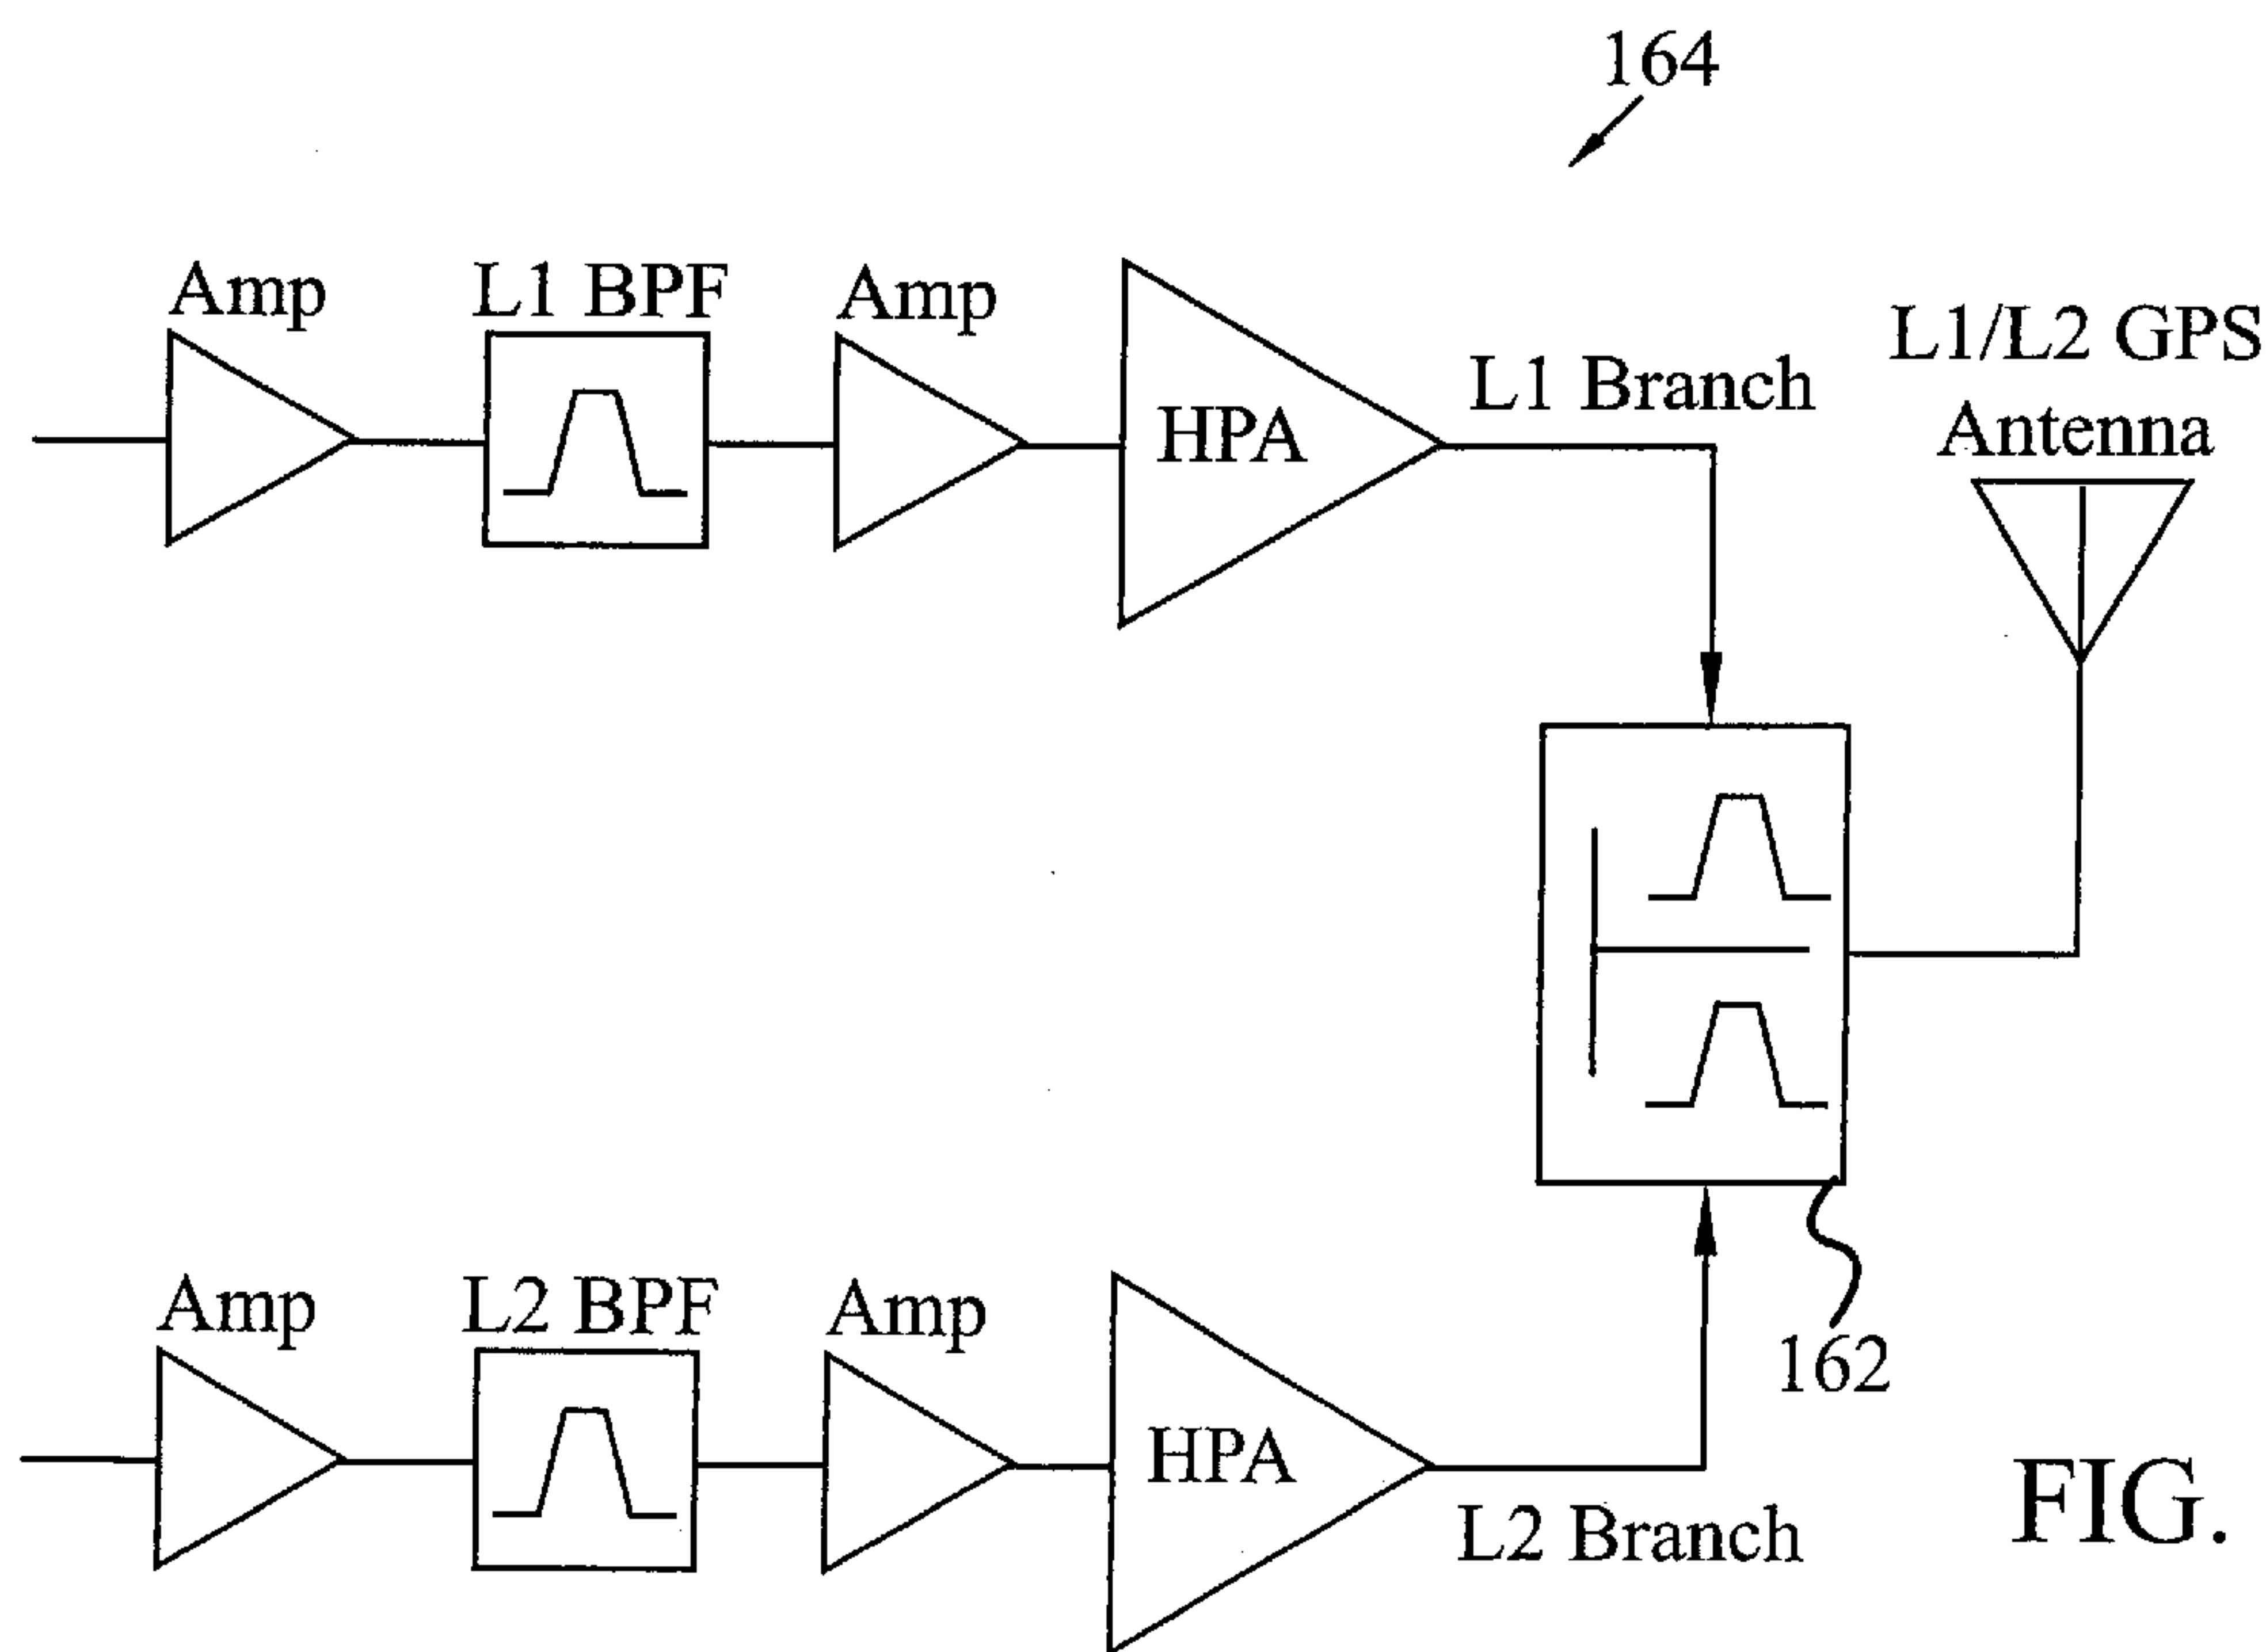 164
Amp
L1 BPF
Amp
HPA
L1 Branch
L1/L2 GPS
Antenna
Amp
L2 BPF
Amp
HPA
L2 Branch
162
FIG.